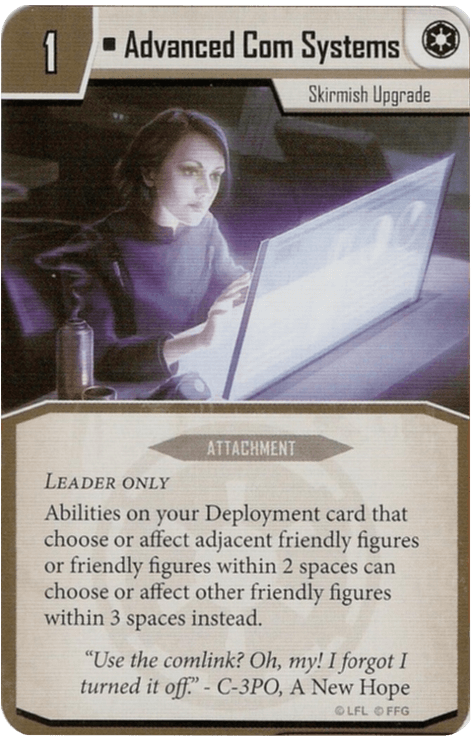 1
▪ Advanced Com Systems
Skirmish Upgrade
ATTACHMENT
LEADER ONLY
Abilities on your Deployment card that
choose or affect adjacent friendly figures
or friendly figures within 2 spaces can
choose or affect other friendly figures
within 3 spaces instead.
“Use the comlink? Oh, my! I forgot I
turned it off.” - C-3PO, A New Hope
© LFL © FFG